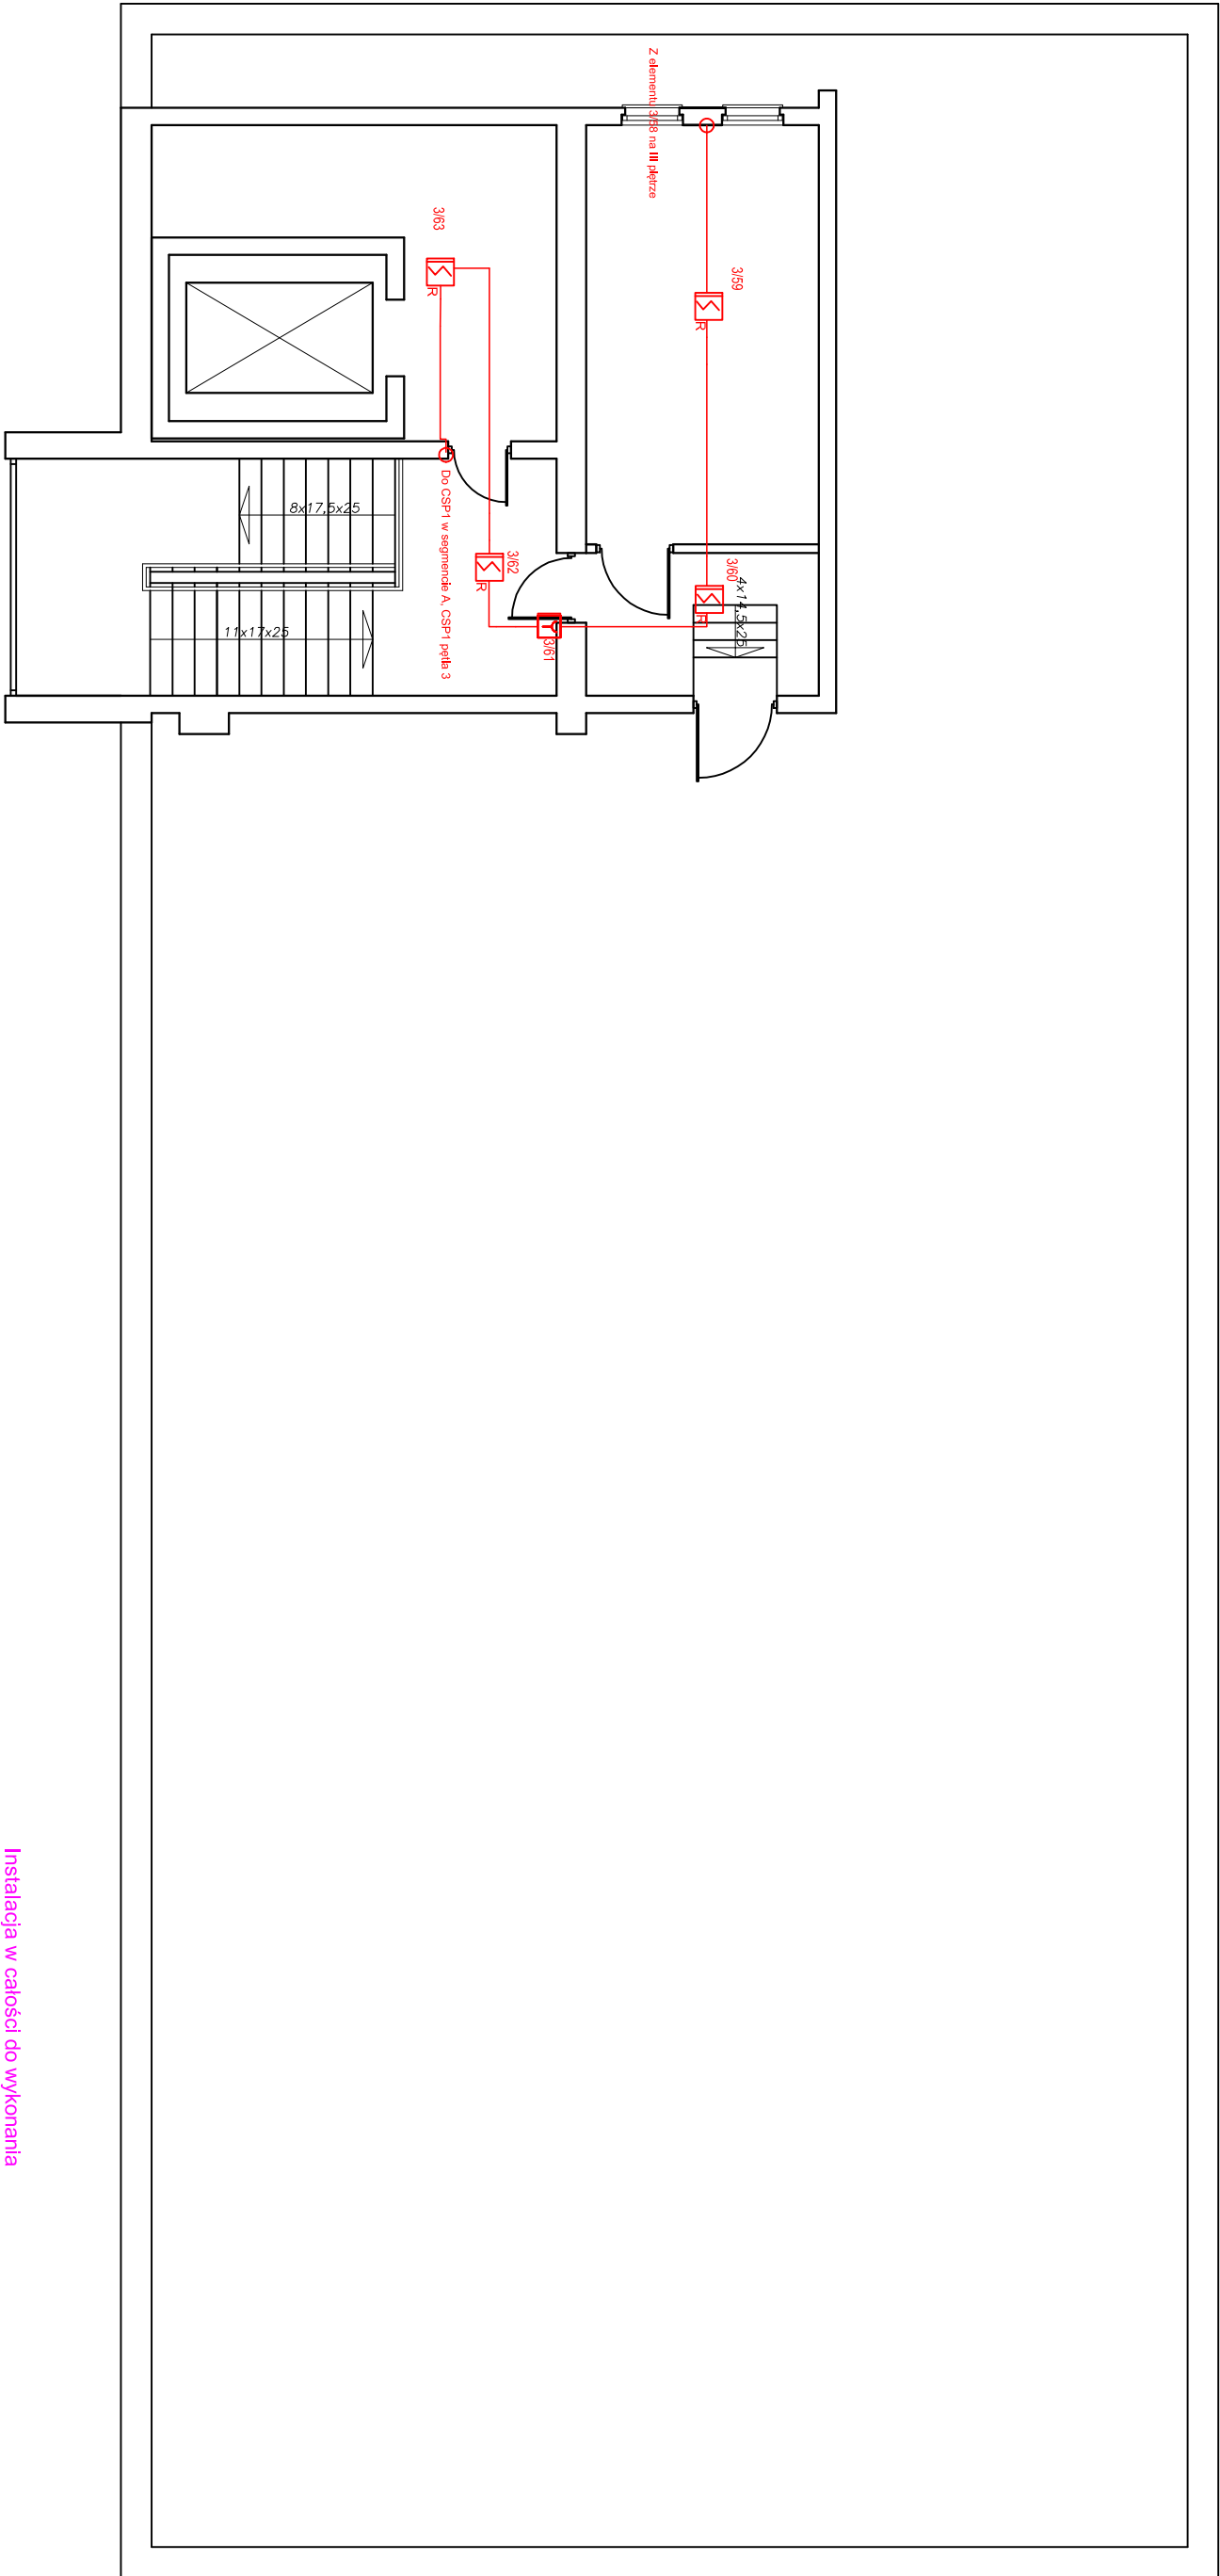 Z elementu 3/58 na III piętrze
3/59
R
3/60
R
4x14,5x25
3/61
3/62
R
3/63
R
Do CSP1 w segmencie A, CSP1 pętla 3
8x17,5x25
11x17x25
Instalacja w całości do wykonania